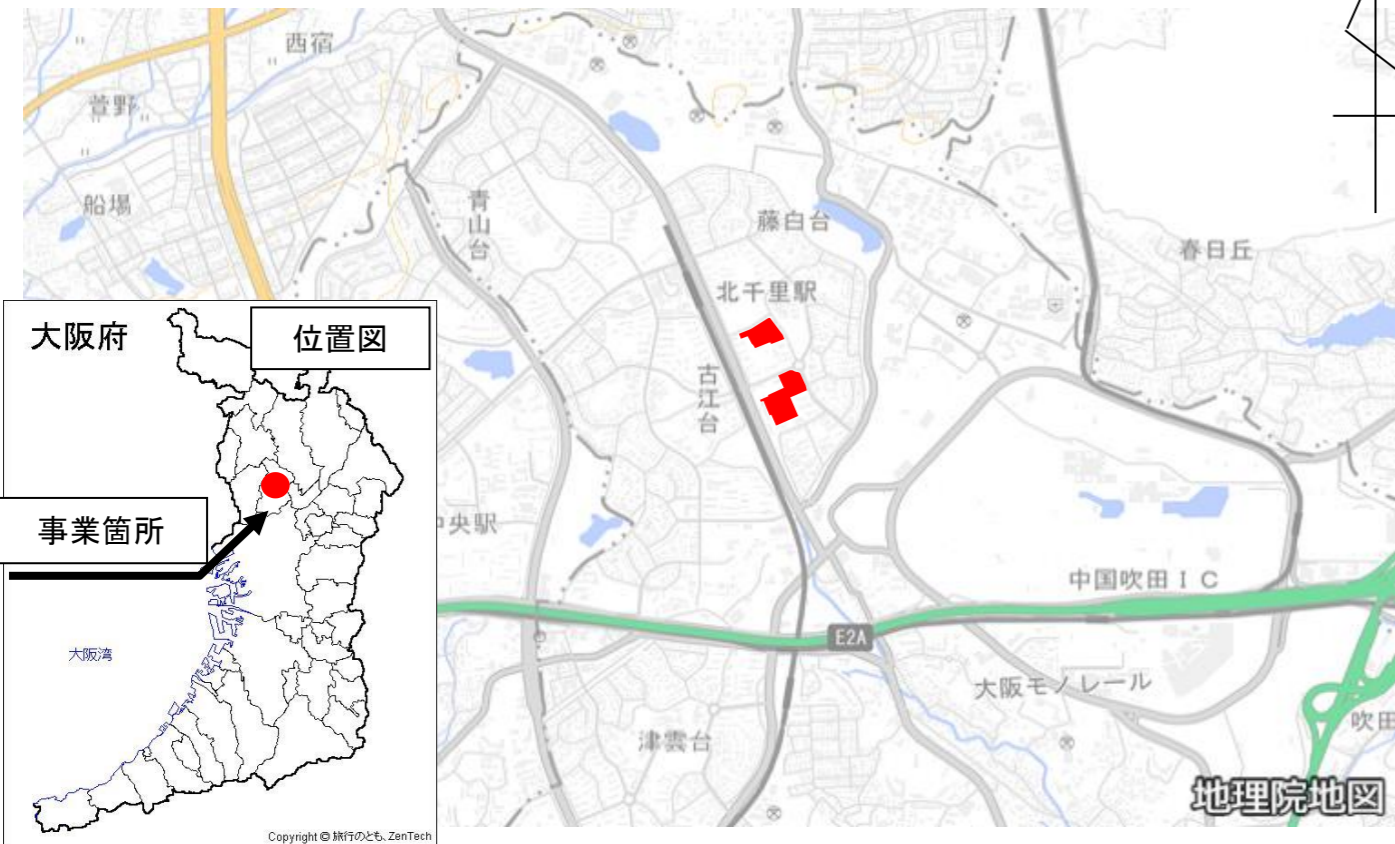 西宿
萱野
船場
青山台
藤白台
春日丘
北千里駅
古江台
大阪府
位置図
事業箇所
大阪湾
Copyright © 旅行のとも、ZenTech
中央駅
中国吹田IC
E2A
大阪モノレール
津雲台
吹田
地理院地図